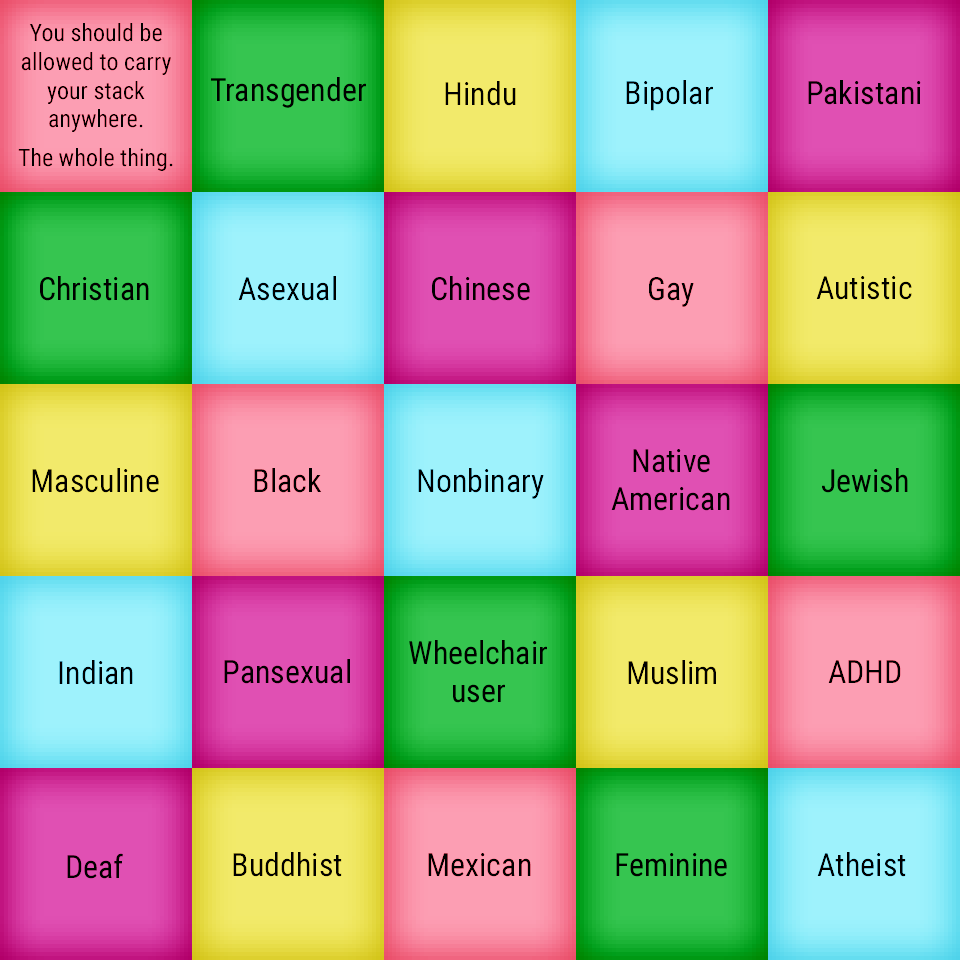 You should be
allowed to carry
your stack
anywhere.
The whole thing.
Transgender
Hindu
Bipolar
Pakistani
Christian
Asexual
Chinese
Gay
Autistic
Masculine
Black
Nonbinary
Native
American
Jewish
Indian
Pansexual
Wheelchair
user
Muslim
ADHD
Deaf
Buddhist
Mexican
Feminine
Atheist